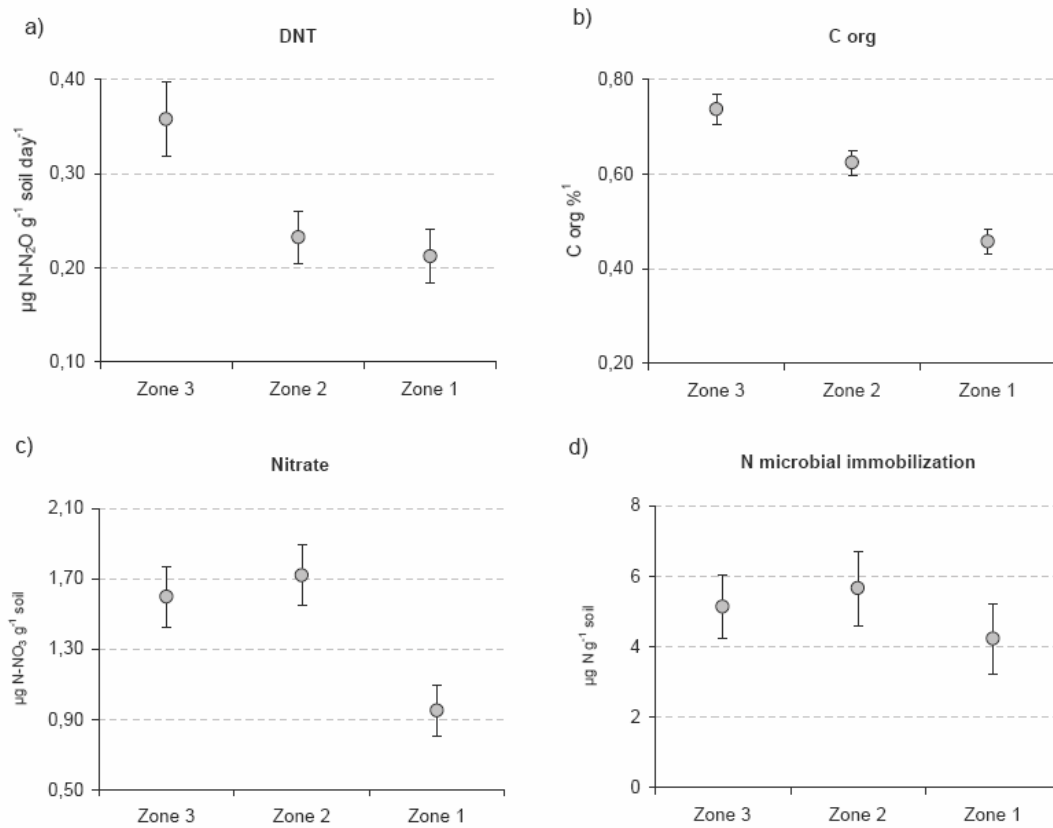 a)
DNT
µg N-N₂O g⁻¹ soil day⁻¹
0,40
0,30
0,20
0,10
Zone 3 Zone 2 Zone 1
b)
C org
C org %¹
0,80
0,60
0,40
0,20
Zone 3 Zone 2 Zone 1
c)
Nitrate
µg N-NO₃ g⁻¹ soil
2,10
1,70
1,30
0,90
0,50
Zone 3 Zone 2 Zone 1
d)
N microbial immobilization
µg N g⁻¹ soil
8
6
4
2
0
Zone 3 Zone 2 Zone 1